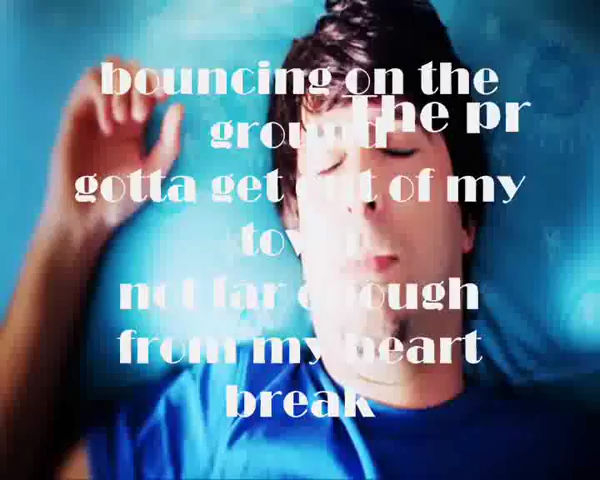 bouncing on the
The pr
ground
gotta get out of my
town
not far enough
from my heart
break